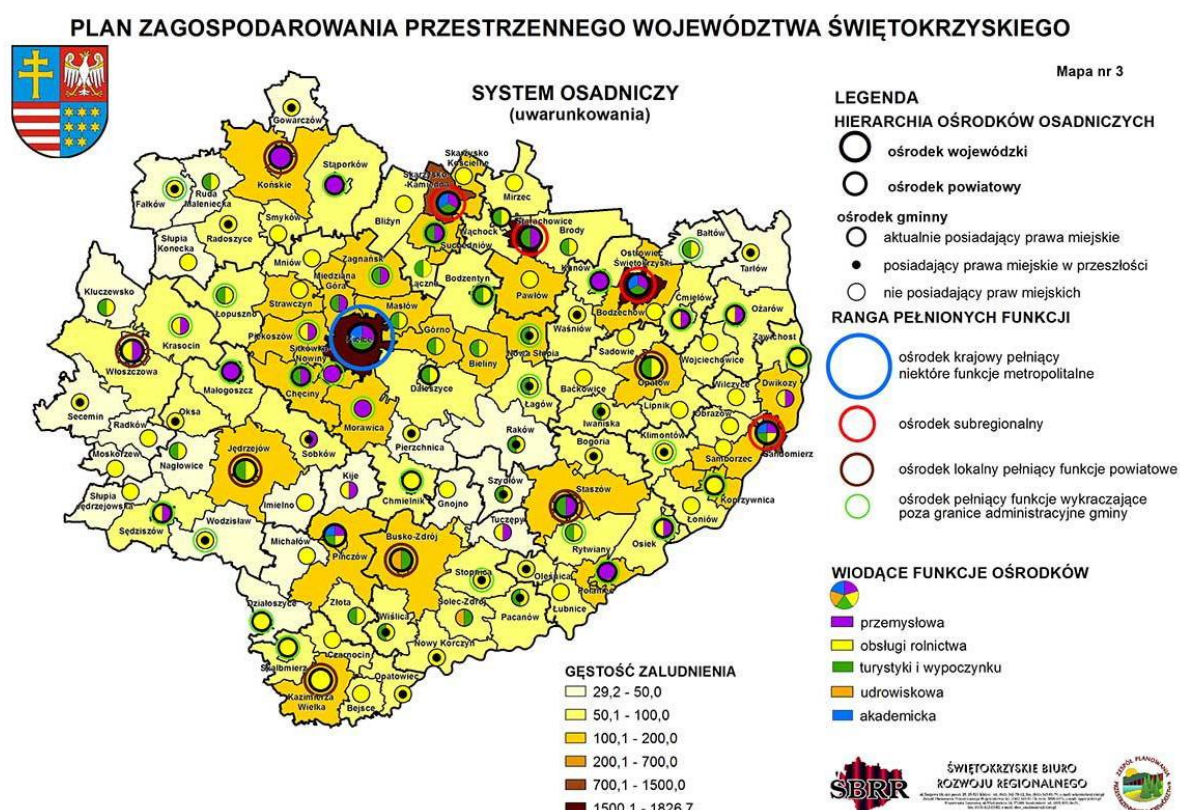 PLAN ZAGOSPODAROWANIA PRZESTRZENNEGO WOJEWÓDZTWA ŚWIĘTOKRZYSKIEGO
Mapa nr 3
SYSTEM OSADNICZY
(uwarunkowania)
LEGENDA
HIERARCHIA OŚRODKÓW OSADNICZYCH
ośrodek wojewódzki
ośrodek powiatowy
ośrodek gminny
aktualnie posiadający prawa miejskie
posiadający prawa miejskie w przeszłości
nie posiadający praw miejskich
RANGA PEŁNIONYCH FUNKCJI
ośrodek krajowy pełniący
niektóre funkcje metropolitalne
ośrodek subregionalny
ośrodek lokalny pełniący funkcje powiatowe
ośrodek pełniący funkcje wykraczające
poza granice administracyjne gminy
WIODĄCE FUNKCJE OŚRODKÓW
przemysłowa
obsługi rolnictwa
turystyki i wypoczynku
udrowiskowa
akademicka
GĘSTOŚĆ ZALUDNIENIA
29,2 - 50,0
50,1 - 100,0
100,1 - 200,0
200,1 - 700,0
700,1 - 1500,0
1500,1 - 1826,7
Gowarczów
Końskie
Stąporków
Skarżysko
Kościelne
Skarżysko
-Kamienna
Mirzec
Fałków
Ruda
Maleniecka
Smyków
Bliżyn
Radoszyce
Słupia
Konecka
Mniów
Zagnańsk
Suchedniów
Wąchock
Starachowice
Brody
Kunów
Ostrowiec
Świętokrzyski
Bałtów
Tarłów
Miedziana
Góra
Łączna
Bodzentyn
Pawłów
Ćmielów
Ożarów
Kluczewsko
Łopuszno
Strawczyn
Masłów
Bodzechów
Waśniów
Zawichost
Krasocin
Piekoszów
Kielce
Górno
Nowa Słupia
Sadowie
Wojciechowice
Włoszczowa
Sitkówka
Nowiny
Bieliny
Opatów
Dwikozy
Małogoszcz
Chęciny
Daleszyce
Łagów
Baćkowice
Lipnik
Wilczyce
Obrazów
Secemin
Oksa
Radków
Morawica
Iwaniska
Sandomierz
Moskorzew
Nagłowice
Jędrzejów
Sobków
Pierzchnica
Raków
Bogoria
Klimontów
Samborzec
Koprzywnica
Słupia
Jędrzejowska
Imielno
Kije
Chmielnik
Gnojno
Szydłów
Staszów
Łoniów
Sędziszów
Wodzisław
Michałów
Pińczów
Busko-Zdrój
Tuczępy
Rytwiany
Osiek
Stopnica
Oleśnica
Połaniec
Działoszyce
Złota
Wiślica
Solec-Zdrój
Pacanów
Łubnice
Skalbmierz
Czarnocin
Nowy Korczyn
Kazimierza
Wielka
Opatowiec
Bejsce
SBRR
ŚWIĘTOKRZYSKIE BIURO
ROZWOJU REGIONALNEGO